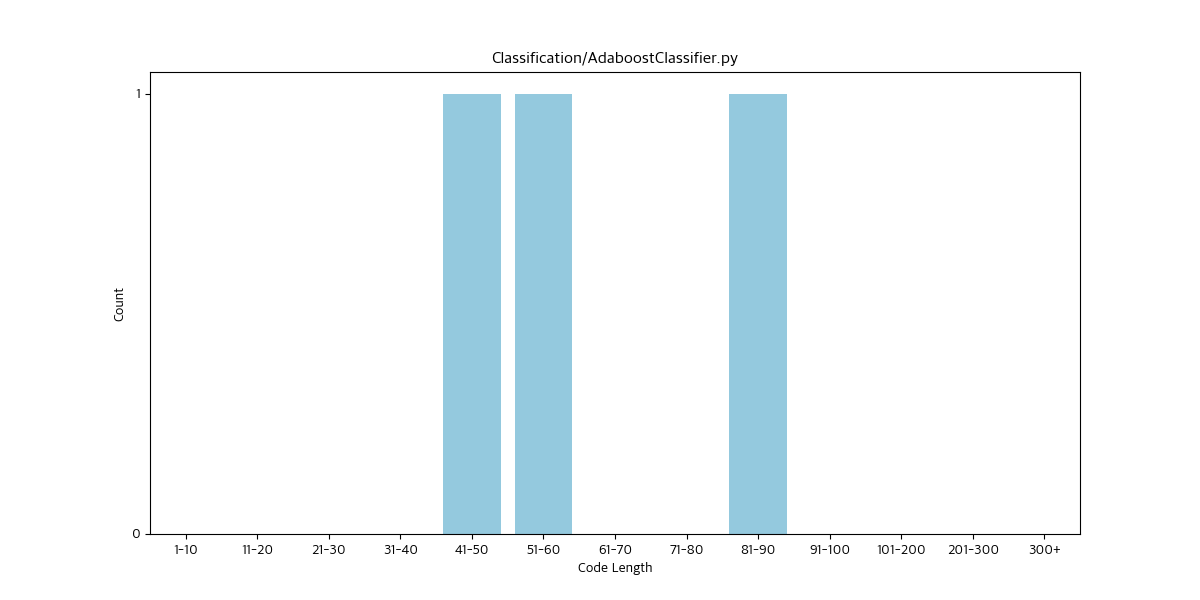 Classification/AdaboostClassifier.py
Count
1
0
1-10 11-20 21-30 31-40 41-50 51-60 61-70 71-80 81-90 91-100 101-200 201-300 300+
Code Length